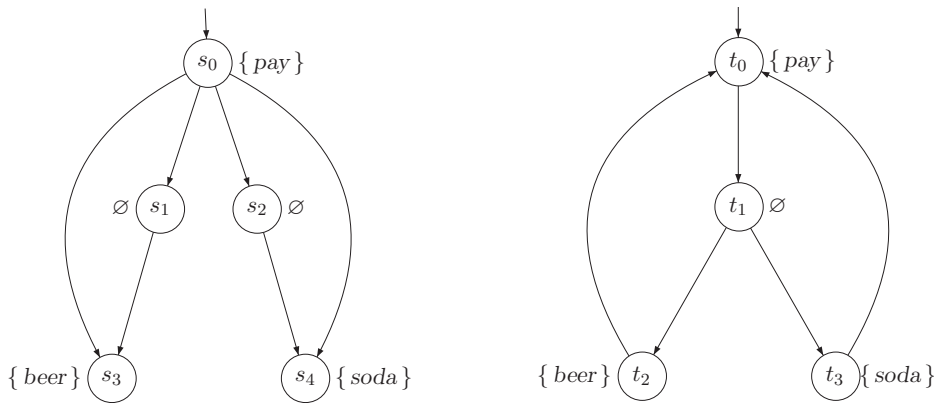 s0 { pay }
∅ s1 s2 ∅
{ beer } s3 s4 { soda }
t0 { pay }
t1 ∅
{ beer } t2 t3 { soda }